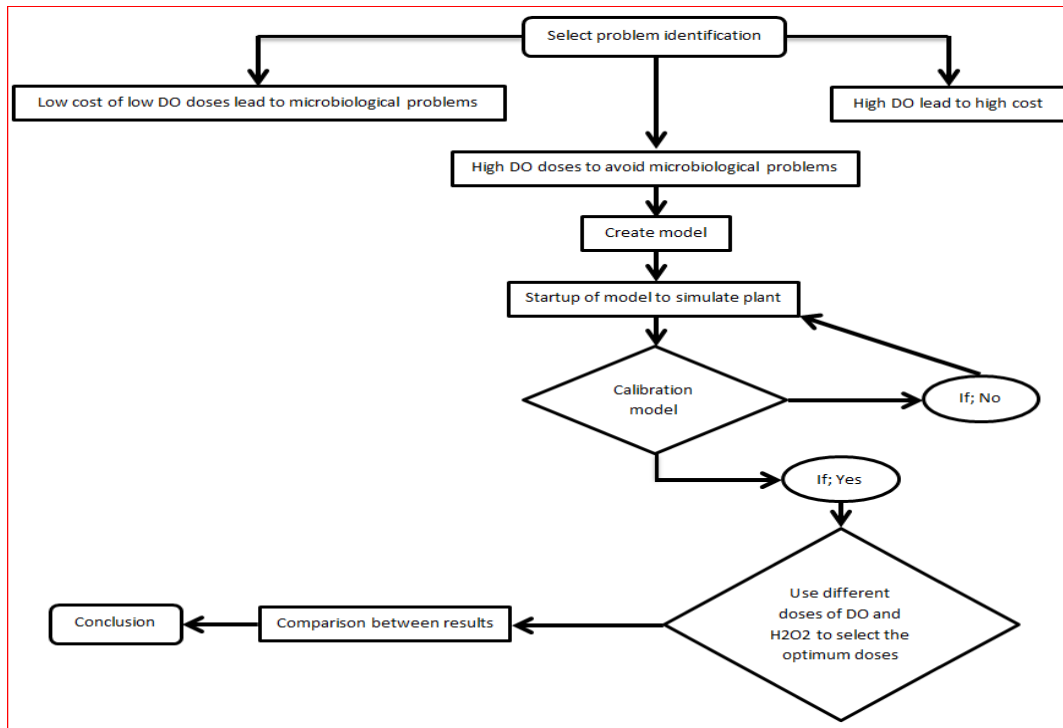 Select problem identification
Low cost of low DO doses lead to microbiological problems
High DO lead to high cost
High DO doses to avoid microbiological problems
Create model
Startup of model to simulate plant
Calibration
model
If; No
If; Yes
Use different
doses of DO and
H2O2 to select the
optimum doses
Comparison between results
Conclusion